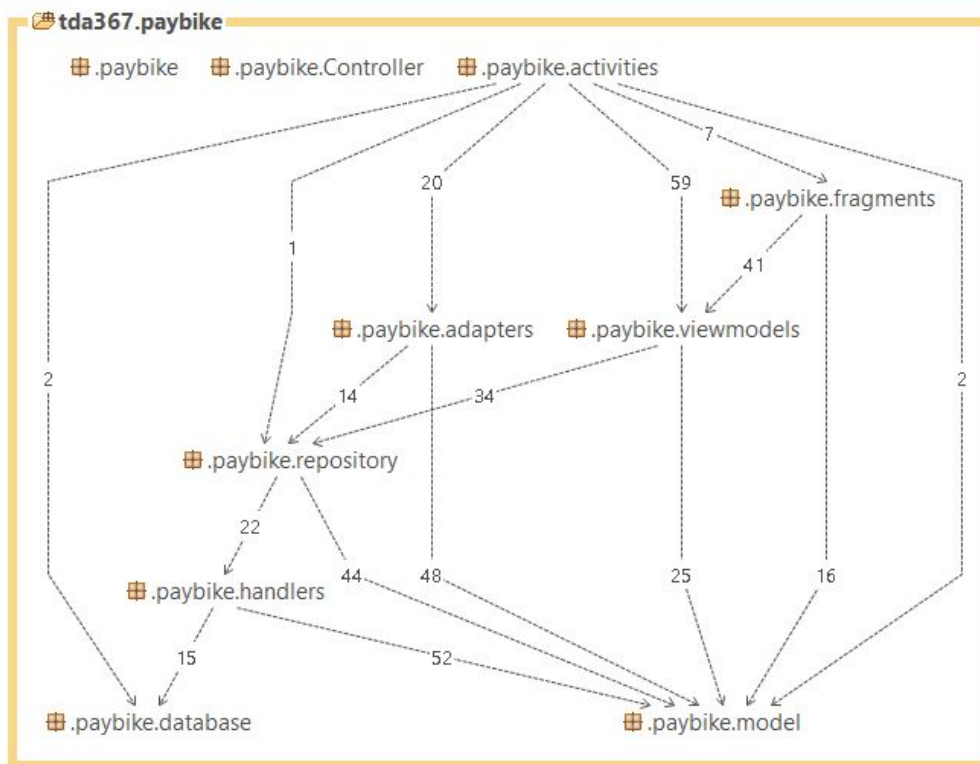 tda367.paybike
.paybike .paybike.Controller .paybike.activities
7
20 59
.paybike.fragments
1
41
.paybike.adapters .paybike.viewmodels
2 2
14 34
.paybike.repository
22
44 48 25 16
.paybike.handlers
15 52
.paybike.database .paybike.model